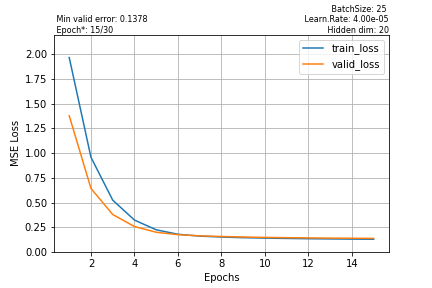 BatchSize: 25
Min valid error: 0.1378
Learn.Rate: 4.00e-05
Epoch*: 15/30
Hidden dim: 20
train_loss
valid_loss
2.00
1.75
1.50
1.25
1.00
0.75
0.50
0.25
0.00
MSE Loss
2 4 6 8 10 12 14
Epochs